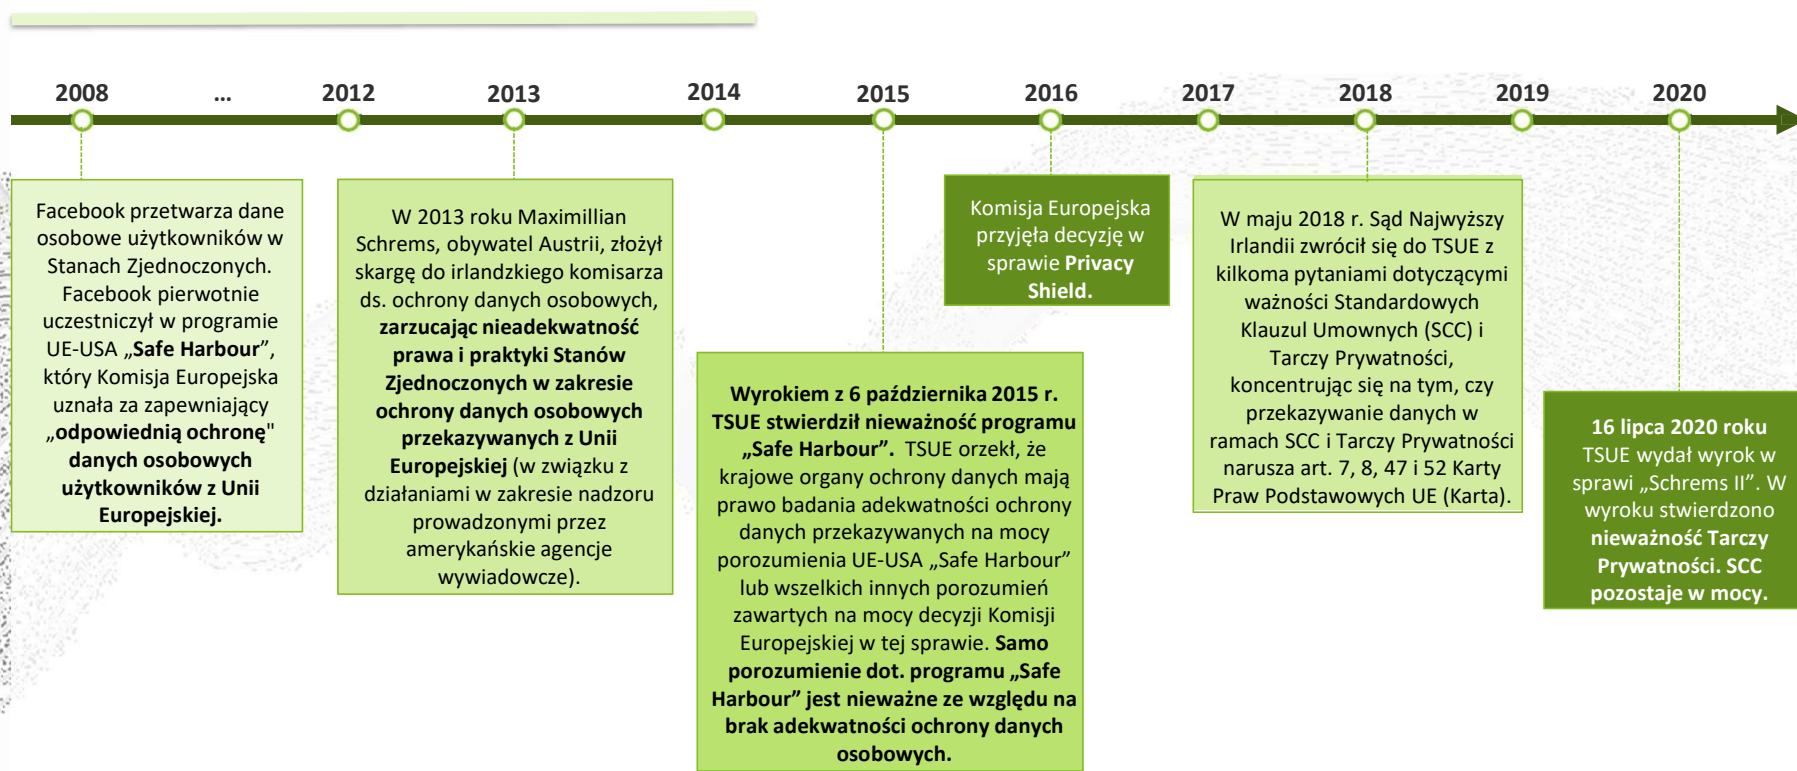 2008 ... 2012 2013 2014 2015 2016 2017 2018 2019 2020
Facebook przetwarza dane
osobowe użytkowników w
Stanach Zjednoczonych.
Facebook pierwotnie
uczestniczył w programie
UE-USA „Safe Harbour”,
który Komisja Europejska
uznała za zapewniający
„odpowiednią ochronę"
danych osobowych
użytkowników z Unii
Europejskiej.
W 2013 roku Maximillian
Schrems, obywatel Austrii, złożył
skargę do irlandzkiego komisarza
ds. ochrony danych osobowych,
zarzucając nieadekwatność
prawa i praktyki Stanów
Zjednoczonych w zakresie
ochrony danych osobowych
przekazywanych z Unii
Europejskiej (w związku z
działaniami w zakresie nadzoru
prowadzonymi przez
amerykańskie agencje
wywiadowcze).
Wyrokiem z 6 października 2015 r.
TSUE stwierdził nieważność programu
„Safe Harbour”. TSUE orzekł, że
krajowe organy ochrony danych mają
prawo badania adekwatności ochrony
danych przekazywanych na mocy
porozumienia UE-USA „Safe Harbour”
lub wszelkich innych porozumień
zawartych na mocy decyzji Komisji
Europejskiej w tej sprawie. Samo
porozumienie dot. programu „Safe
Harbour” jest nieważne ze względu na
brak adekwatności ochrony danych
osobowych.
Komisja Europejska
przyjęła decyzję w
sprawie Privacy
Shield.
W maju 2018 r. Sąd Najwyższy
Irlandii zwrócił się do TSUE z
kilkoma pytaniami dotyczącymi
ważności Standardowych
Klauzul Umownych (SCC) i
Tarczy Prywatności,
koncentrując się na tym, czy
przekazywanie danych w
ramach SCC i Tarczy Prywatności
narusza art. 7, 8, 47 i 52 Karty
Praw Podstawowych UE (Karta).
16 lipca 2020 roku
TSUE wydał wyrok w
sprawi „Schrems II”. W
wyroku stwierdzono
nieważność Tarczy
Prywatności. SCC
pozostaje w mocy.